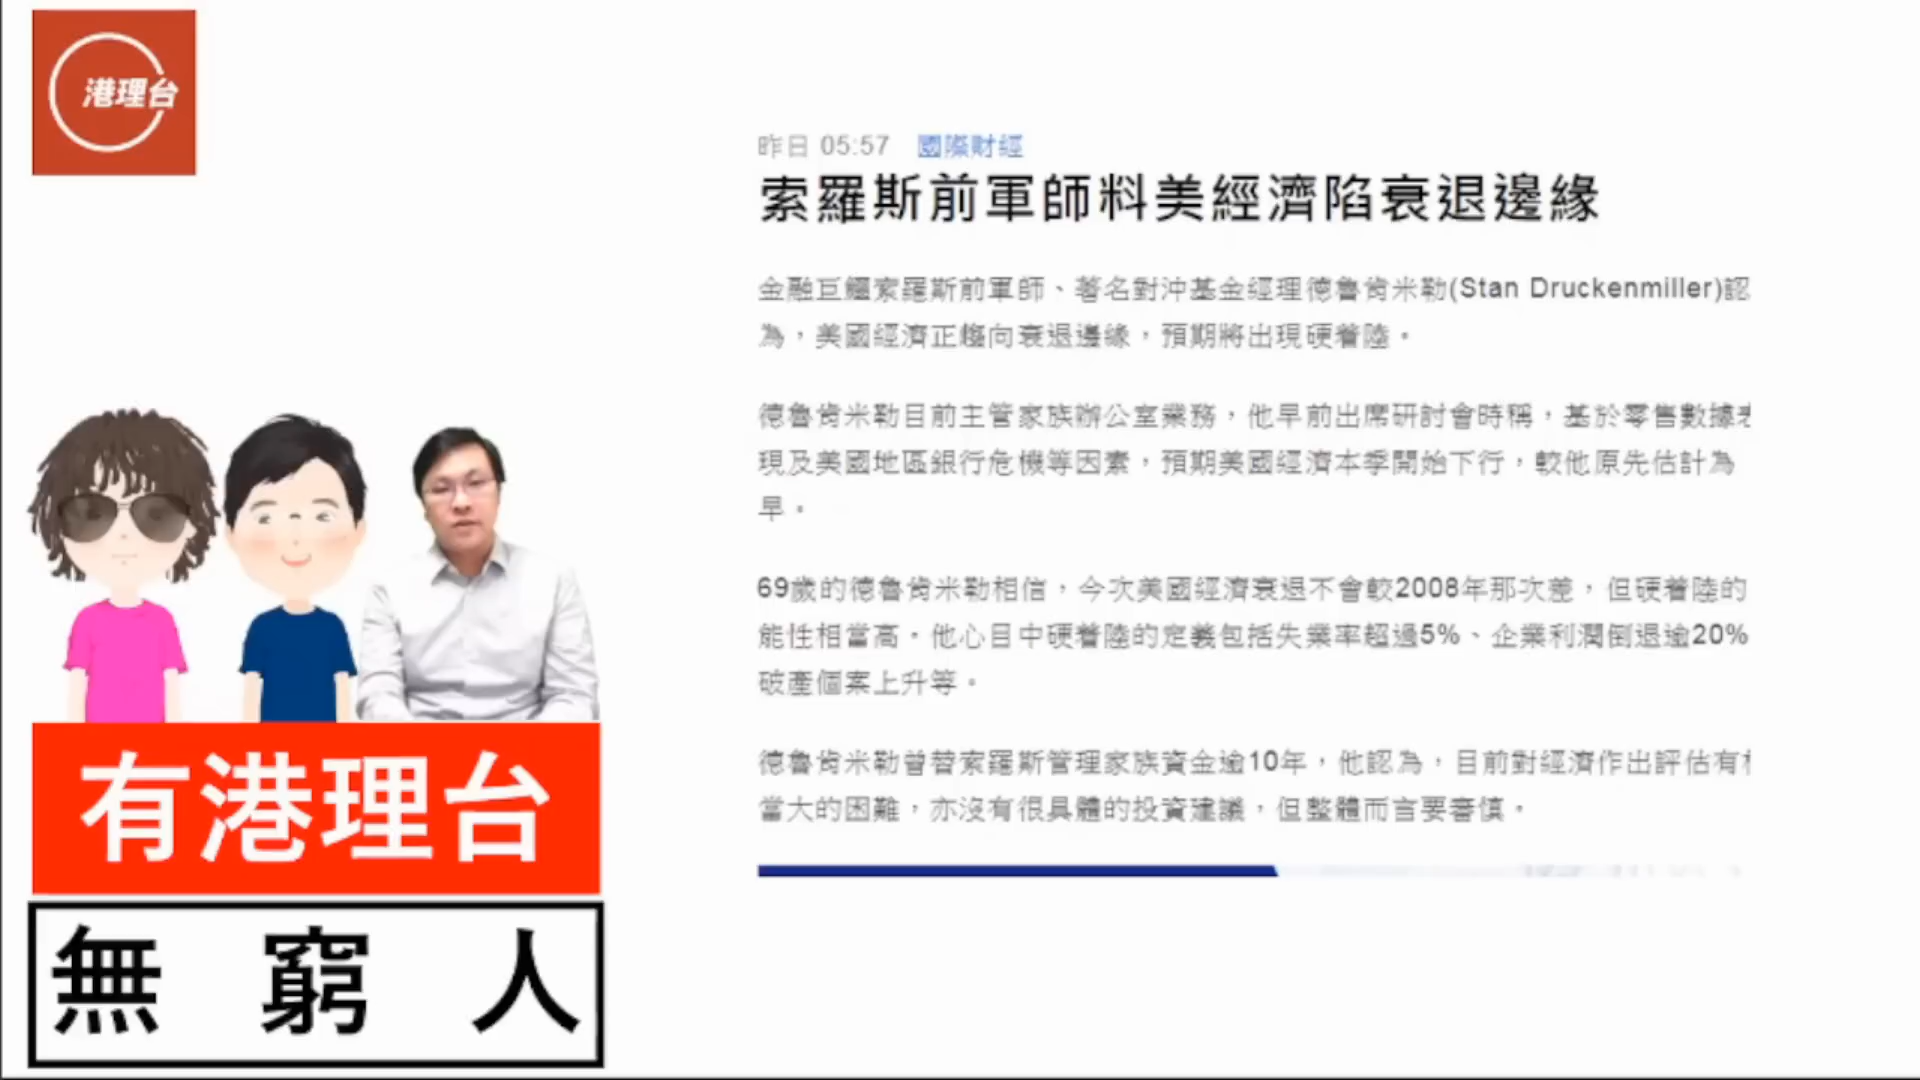 港理台
昨日 05:57 國際財經
索羅斯前軍師料美經濟陷衰退邊緣
金融巨鱷索羅斯前軍師、著名對沖基金經理德魯肯米勒(Stan Druckenmiller)認
為，美國經濟正趨向衰退邊緣，預期將出現硬着陸。
德魯肯米勒目前主管家族辦公室業務，他早前出席研討會時稱，基於零售數據表
現及美國地區銀行危機等因素，預期美國經濟本季開始下行，較他原先估計為
早。
69歲的德魯肯米勒相信，今次美國經濟衰退不會較2008年那次差，但硬着陸的
能性相當高。他心目中硬着陸的定義包括失業率超過5%、企業利潤倒退逾20%
破產個案上升等。
德魯肯米勒曾替索羅斯管理家族資金逾10年，他認為，目前對經濟作出評估有相
當大的困難，亦沒有很具體的投資建議，但整體而言要審慎。
有港理台
無窮人